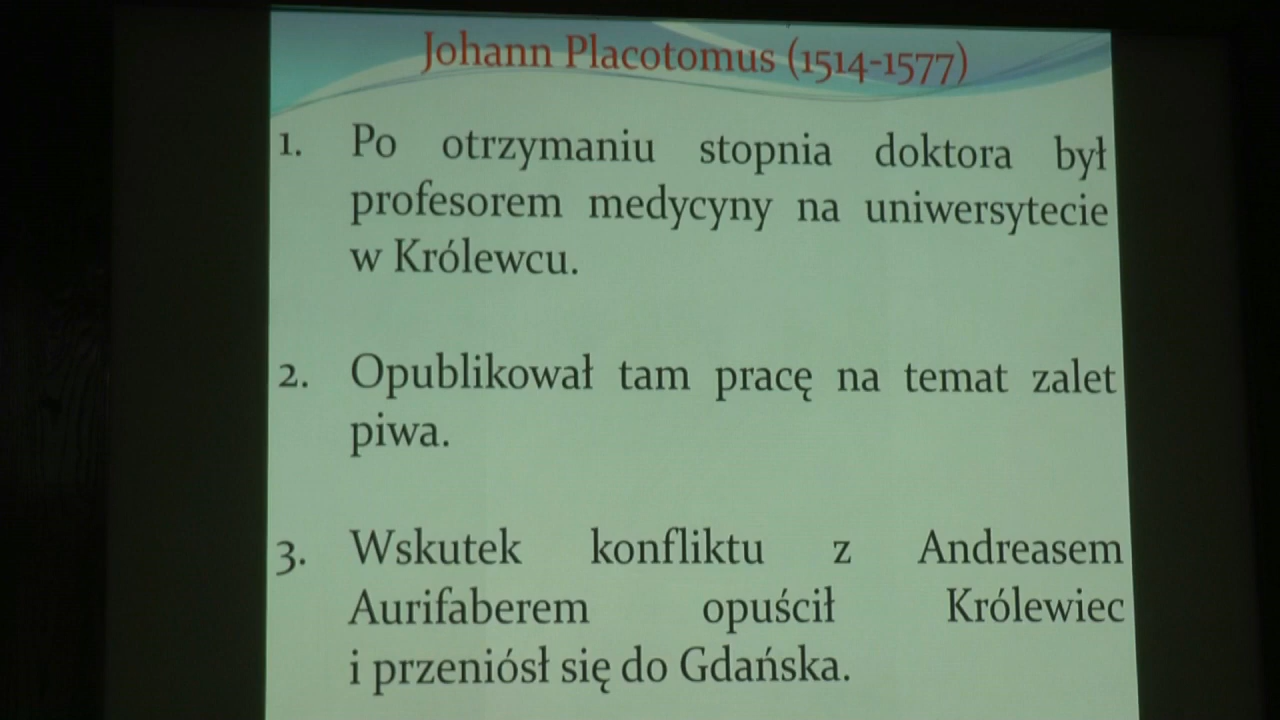 Johann Placotomus (1514-1577)
1. Po otrzymaniu stopnia doktora był
profesorem medycyny na uniwersytecie
w Królewcu.
2. Opublikował tam pracę na temat zalet
piwa.
3. Wskutek konfliktu z Andreasem
Aurifaberem opuścił Królewiec
i przeniósł się do Gdańska.